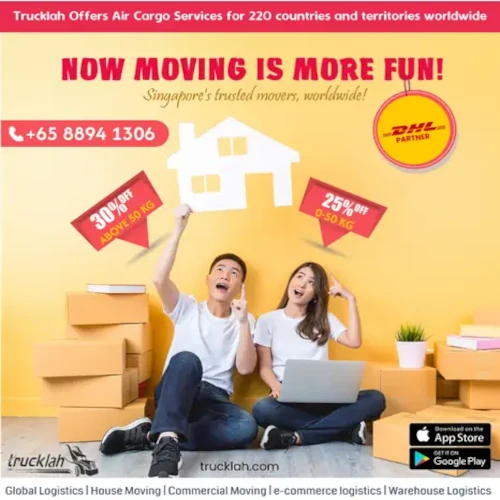 Trucklah Offers Air Cargo Services for 220 countries and territories worldwide
NOW MOVING IS MORE FUN!
Singapore's trusted movers, worldwide!
+65 8894 1306
DHL
PARTNER
30% OFF
ABOVE 50 KG
25% OFF
0-50 KG
trucklah
trucklah.com
Download on the
App Store
GET IT ON
Google Play
Global Logistics | House Moving | Commercial Moving | e-commerce logistics | Warehouse Logistics